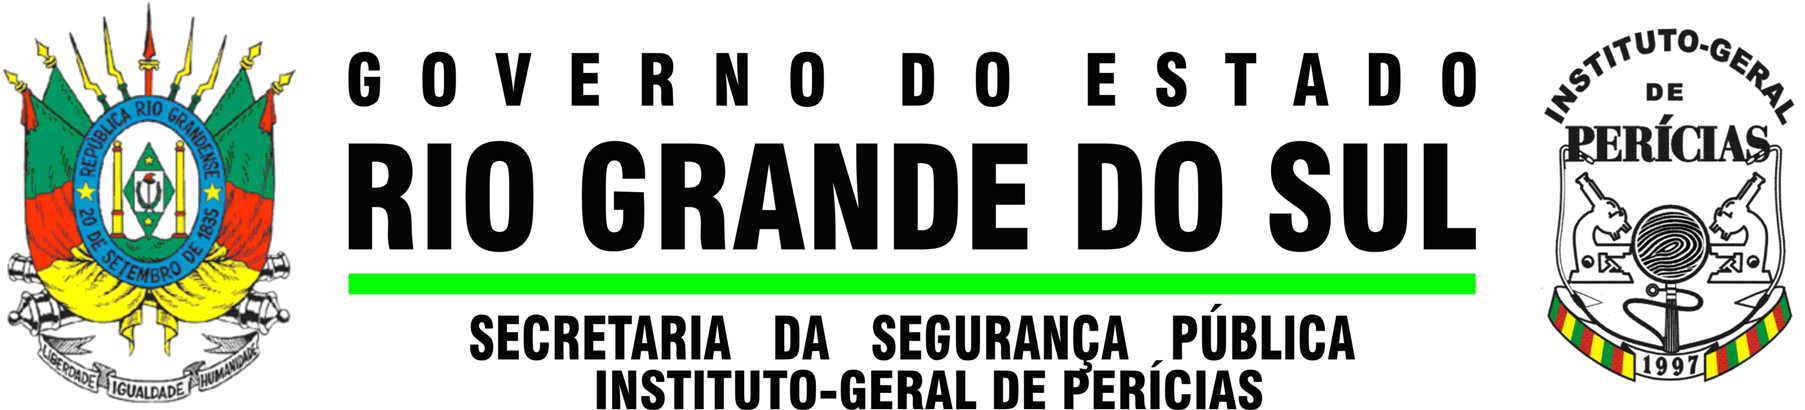 REPÚBLICA RIO GRANDENSE
20 DE SETEMBRO DE 1835
LIBERDADE IGUALDADE HUMANIDADE
GOVERNO DO ESTADO
RIO GRANDE DO SUL
SECRETARIA DA SEGURANÇA PÚBLICA
INSTITUTO-GERAL DE PERÍCIAS
INSTITUTO-GERAL
DE
PERÍCIAS
1997